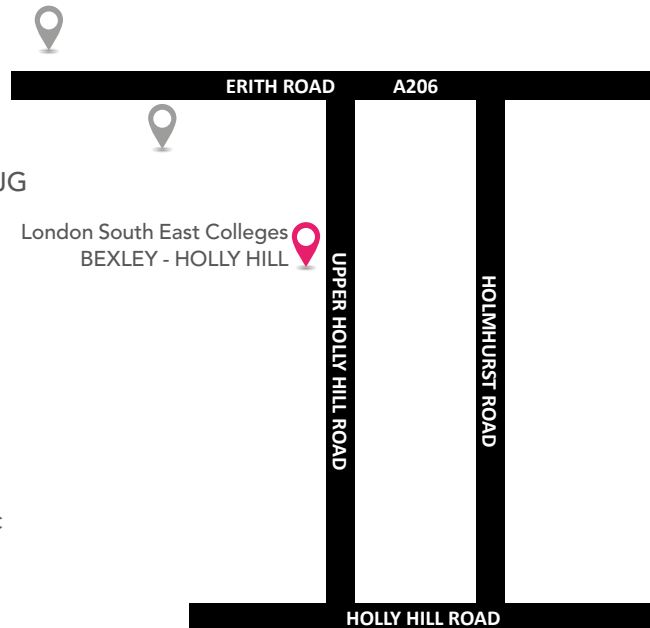 ERITH ROAD A206
JG
London South East Colleges
BEXLEY - HOLLY HILL
UPPER HOLLY HILL ROAD
HOLMHURST ROAD
HOLLY HILL ROAD